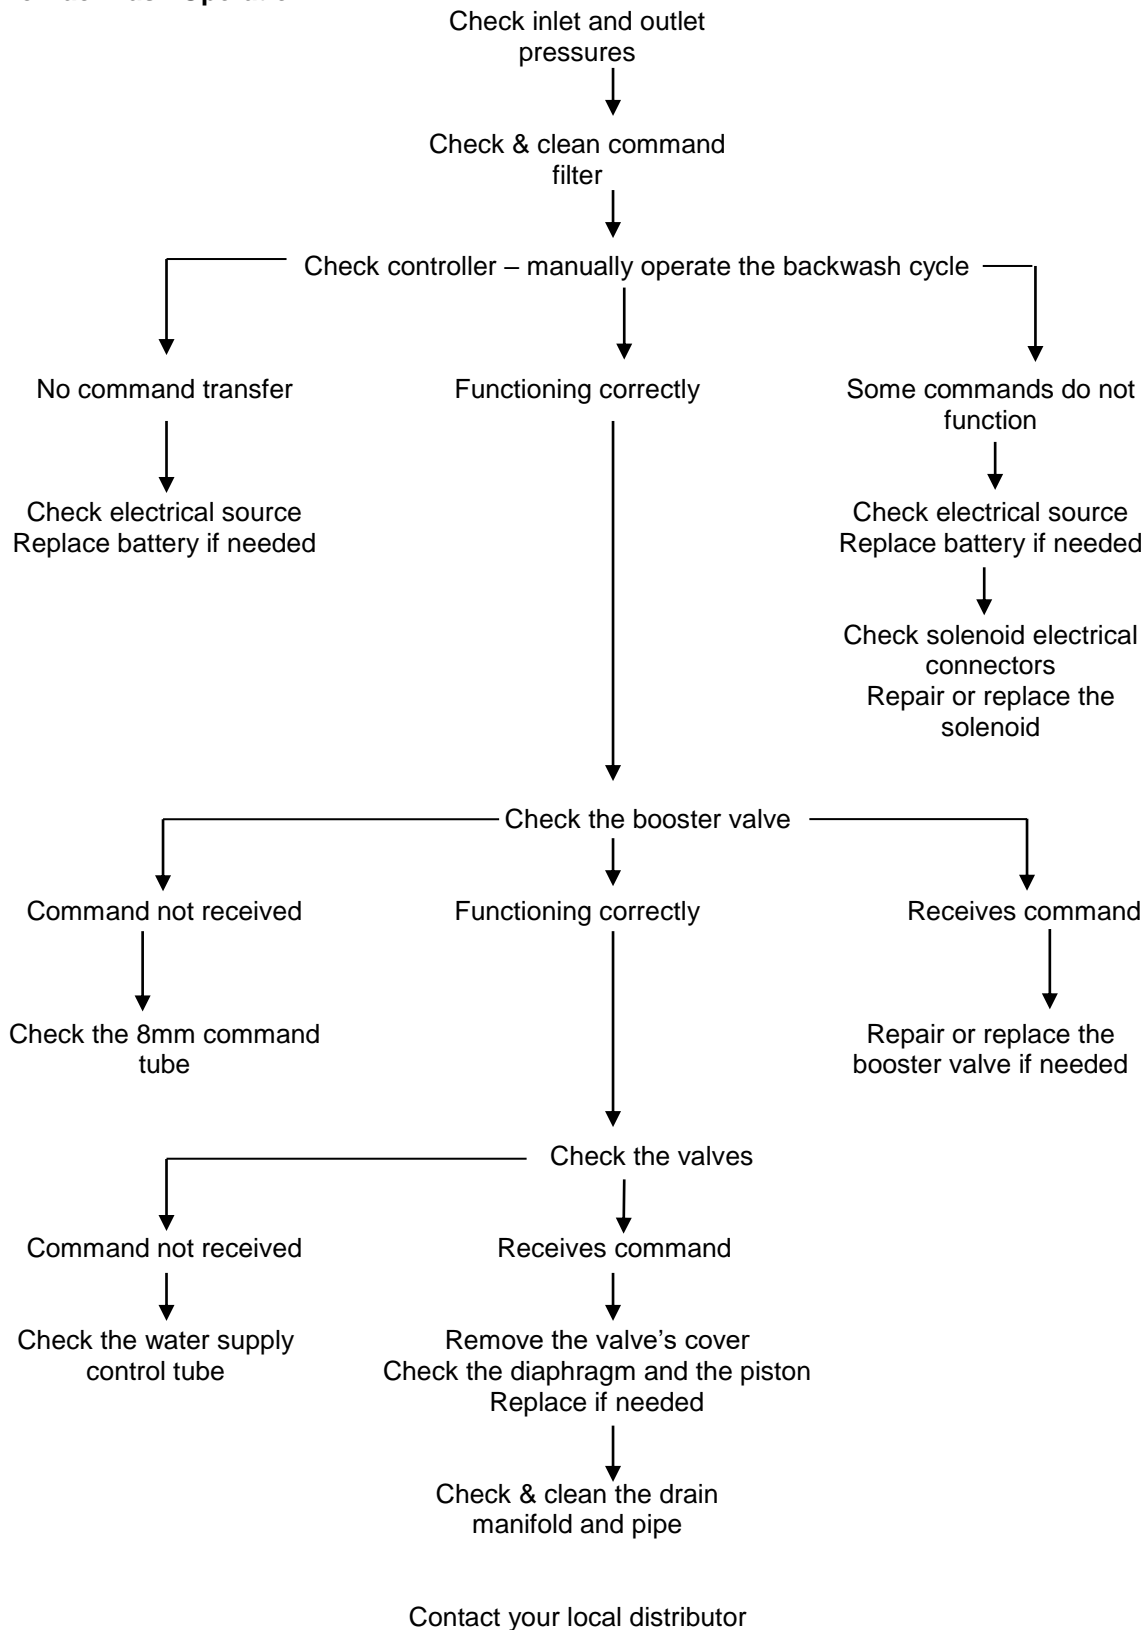 Operation
Check inlet and outlet
pressures
Check & clean command
filter
Check controller – manually operate the backwash cycle
No command transfer
Functioning correctly
Some commands do not
function
Check electrical source
Replace battery if needed
Check electrical source
Replace battery if needed
Check solenoid electrical
connectors
Repair or replace the
solenoid
Check the booster valve
Command not received
Functioning correctly
Receives command
Check the 8mm command
tube
Repair or replace the
booster valve if needed
Check the valves
Command not received
Receives command
Check the water supply
control tube
Remove the valve’s cover
Check the diaphragm and the piston
Replace if needed
Check & clean the drain
manifold and pipe
Contact your local distributor